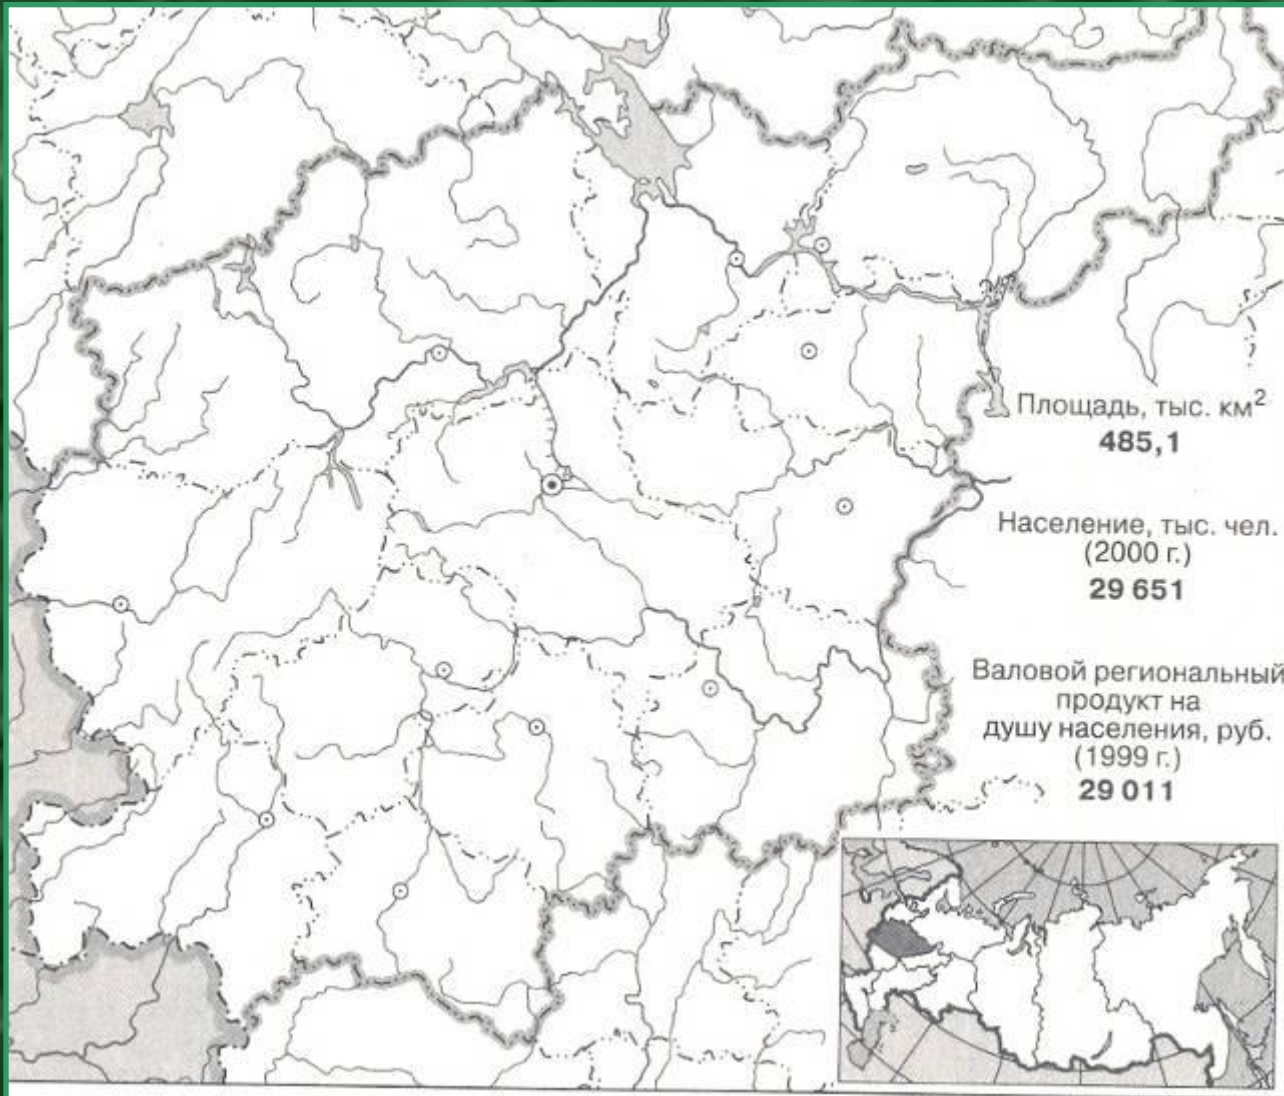 Площадь, тыс. км²
485,1
Население, тыс. чел.
(2000 г.)
29 651
Валовой региональный
продукт на
душу населения, руб.
(1999 г.)
29 011